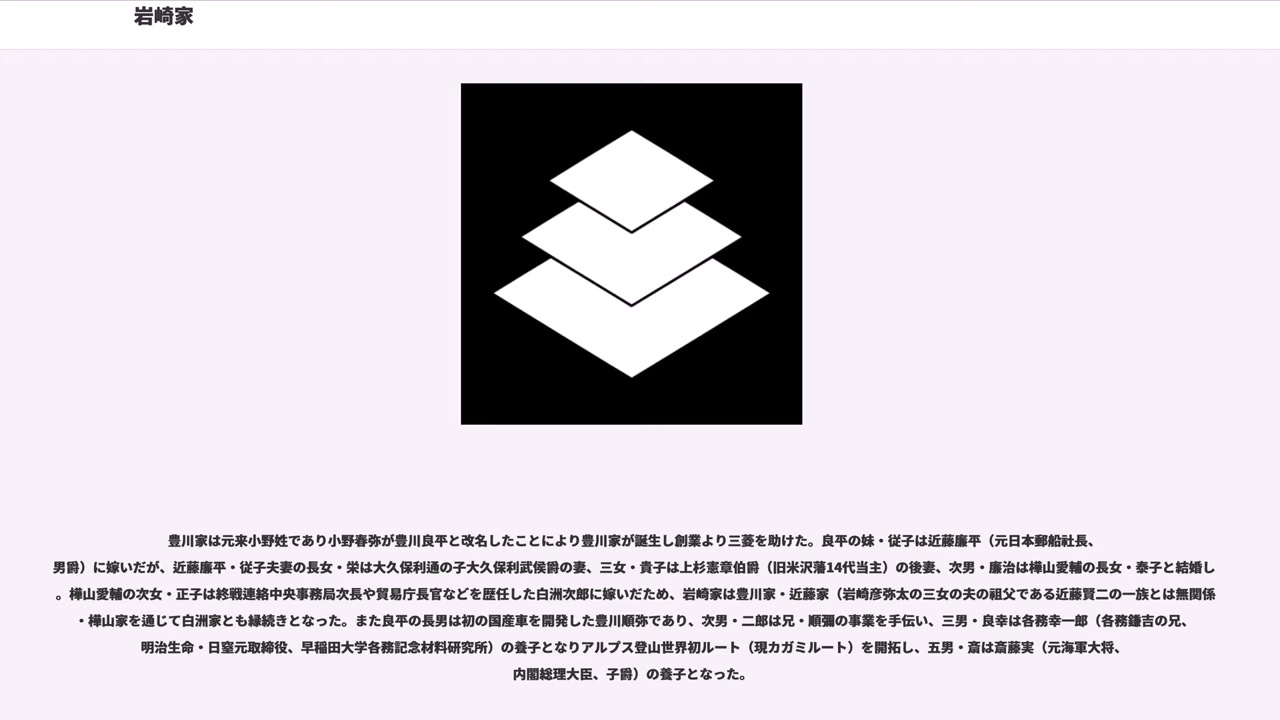 岩崎家
豊川家は元来小野姓であり小野春弥が豊川良平と改名したことにより豊川家が誕生し創業より三菱を助けた。良平の妹・従子は近藤廉平（元日本郵船社長、
男爵）に嫁いだが、近藤廉平・従子夫妻の長女・栄は大久保利通の子大久保利武侯爵の妻、三女・貴子は上杉憲章伯爵（旧米沢藩14代当主）の後妻、次男・廉治は樺山愛輔の長女・泰子と結婚し
。樺山愛輔の次女・正子は終戦連絡中央事務局次長や貿易庁長官などを歴任した白洲次郎に嫁いだため、岩崎家は豊川家・近藤家（岩崎彦弥太の三女の夫の祖父である近藤賢二の一族とは無関係
・樺山家を通じて白洲家とも縁続きとなった。また良平の長男は初の国産車を開発した豊川順弥であり、次男・二郎は兄・順彌の事業を手伝い、三男・良幸は各務幸一郎（各務鎌吉の兄、
明治生命・日窒元取締役、早稲田大学各務記念材料研究所）の養子となりアルプス登山世界初ルート（現カガミルート）を開拓し、五男・斎は斎藤実（元海軍大将、
内閣総理大臣、子爵）の養子となった。